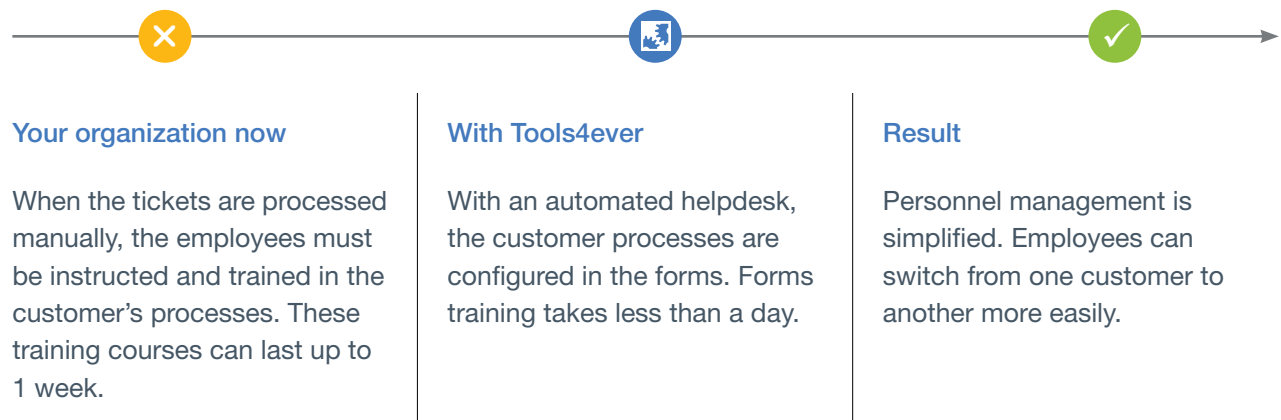 Your organization now
When the tickets are processed
manually, the employees must
be instructed and trained in the
customer’s processes. These
training courses can last up to
1 week.
With Tools4ever
With an automated helpdesk,
the customer processes are
configured in the forms. Forms
training takes less than a day.
Result
Personnel management is
simplified. Employees can
switch from one customer to
another more easily.